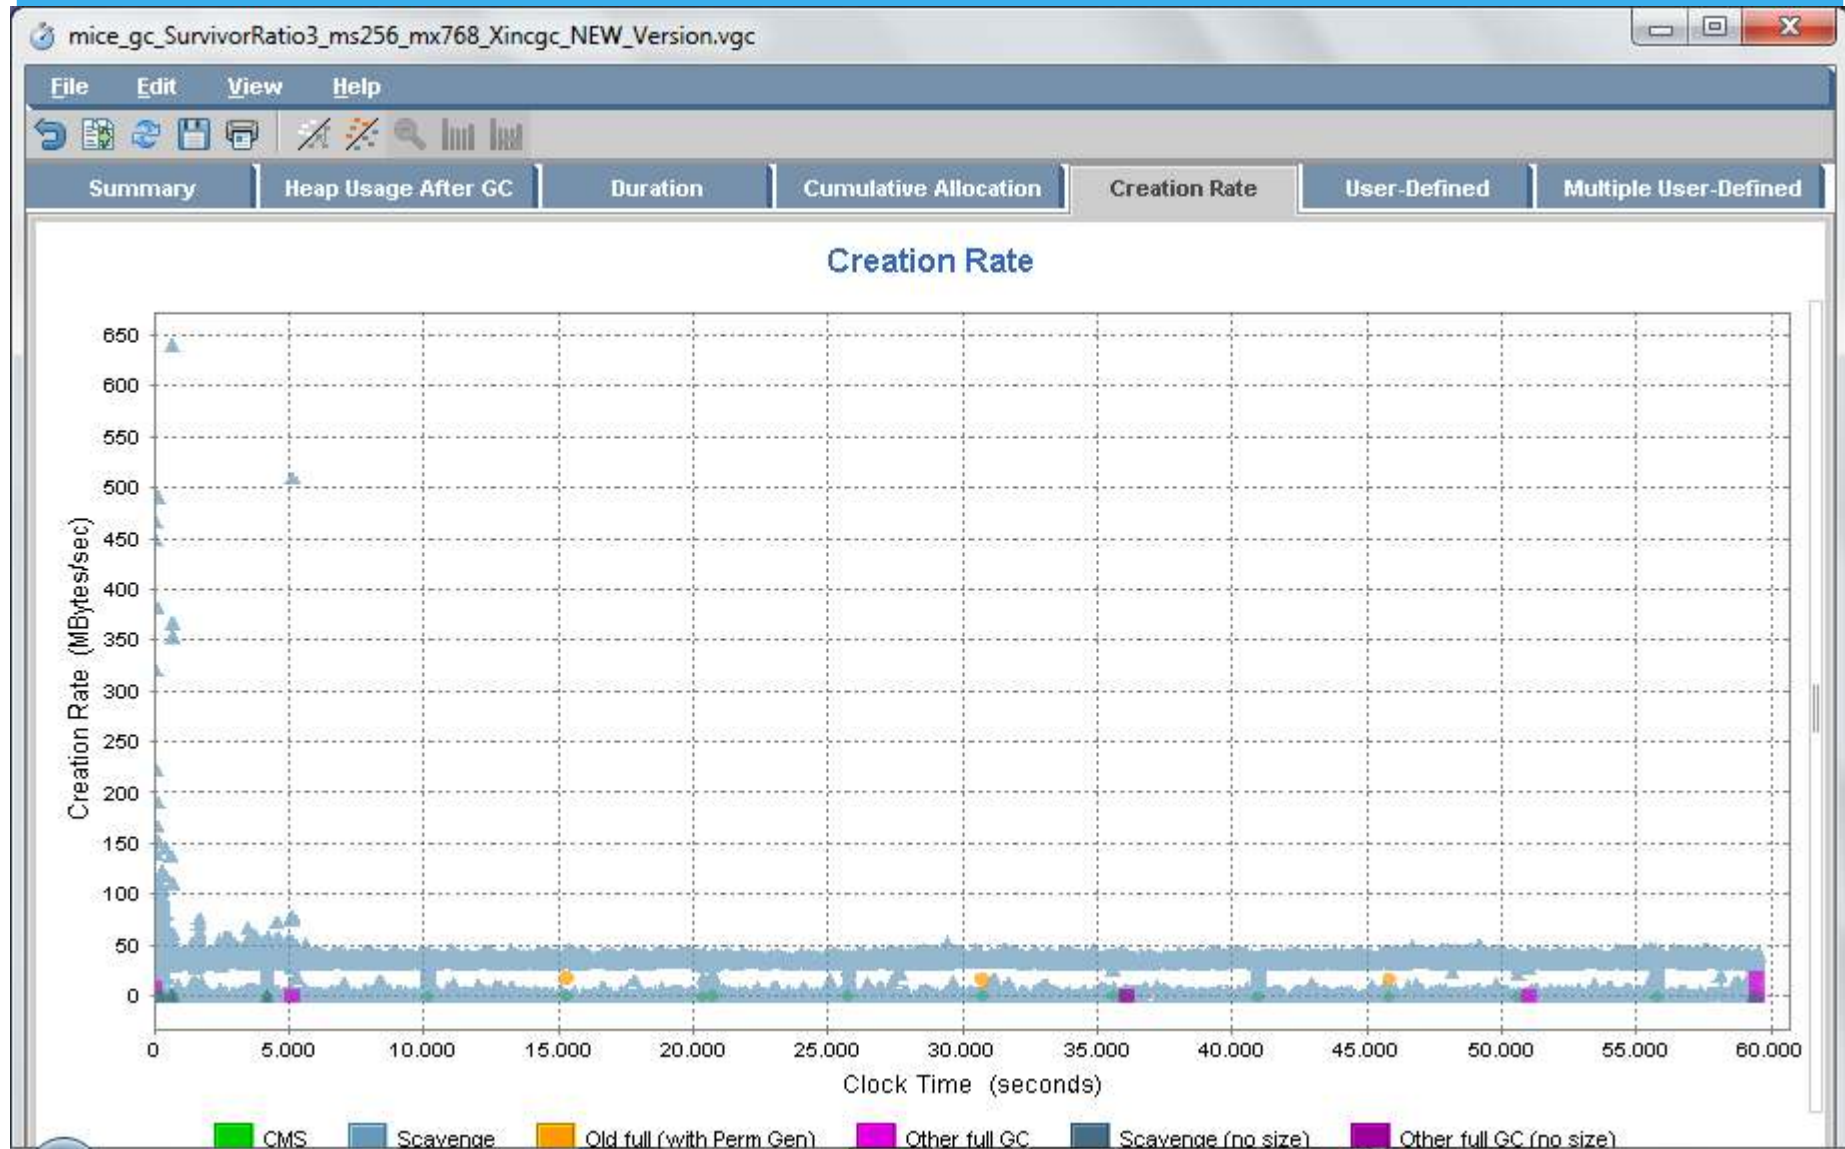 mice_gc_SurvivorRatio3_ms256_mx768_Xincgc_NEW_Version.vgc
File Edit View Help
Summary Heap Usage After GC Duration Cumulative Allocation Creation Rate User-Defined Multiple User-Defined
Creation Rate
650
600
550
500
450
400
350
300
250
200
150
100
50
0
Creation Rate (MBytes/sec)
0 5.000 10.000 15.000 20.000 25.000 30.000 35.000 40.000 45.000 50.000 55.000 60.000
Clock Time (seconds)
CMS Scavenge Old full (with Perm Gen) Other full GC Scavenge (no size) Other full GC (no size)